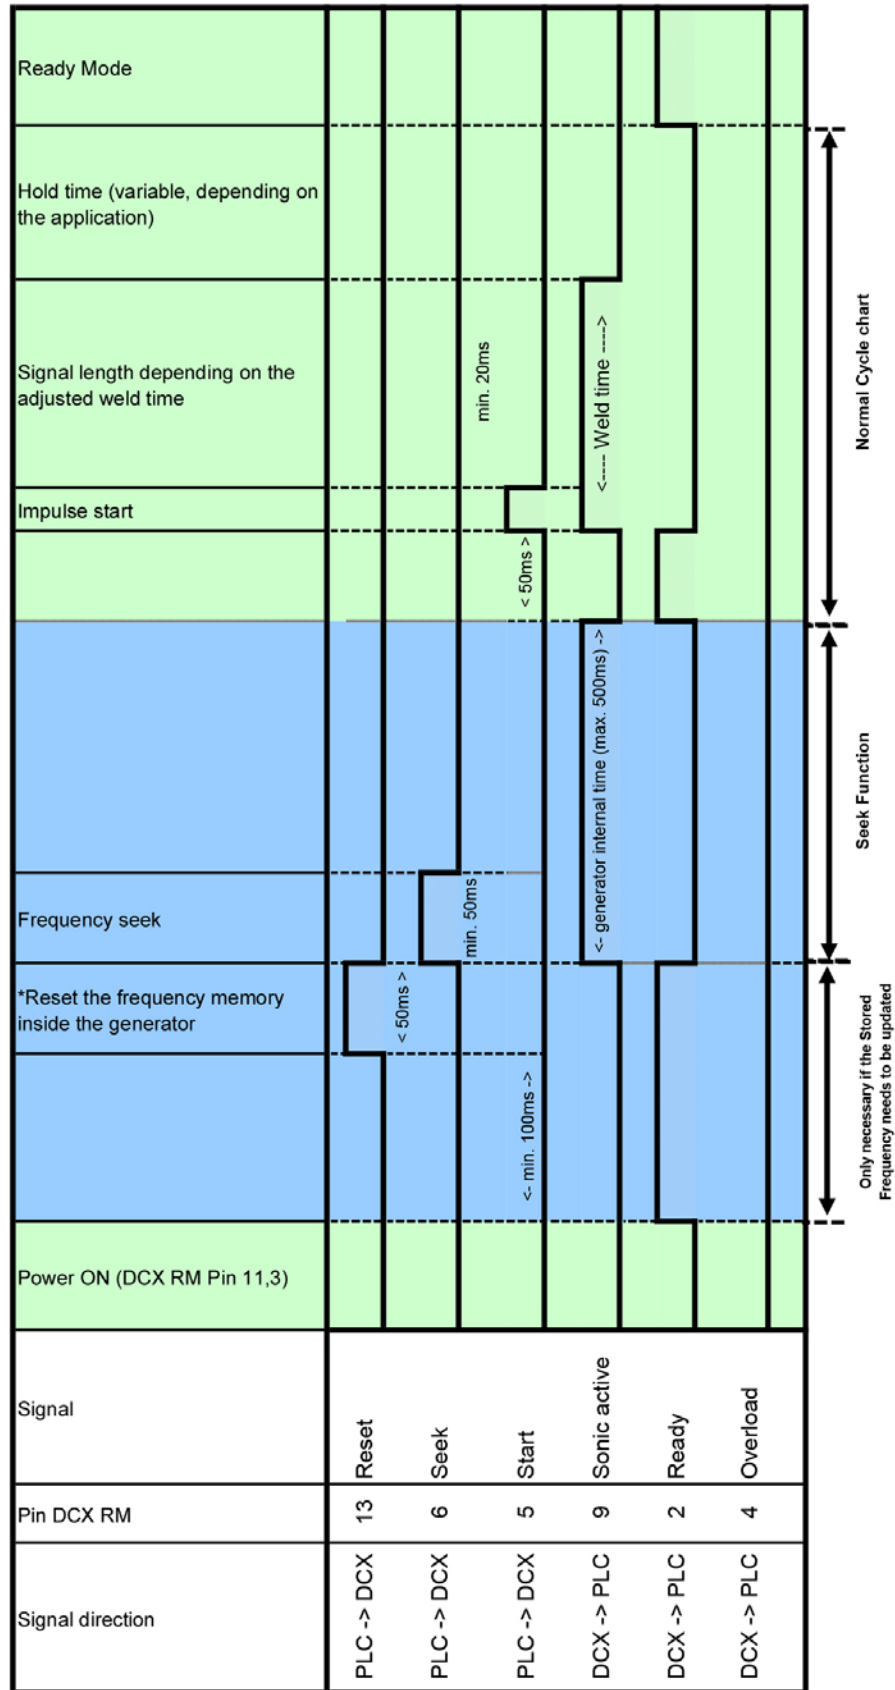 Ready Mode
Hold time (variable, depending on
the application)
Signal length depending on the
adjusted weld time
min. 20ms
<---- Weld time ---->
Impulse start
< 50ms >
Normal Cycle chart
<- generator internal time (max. 500ms) ->
Seek Function
Frequency seek
min. 50ms
*Reset the frequency memory
inside the generator
< 50ms >
<- min. 100ms ->
Only necessary if the Stored
Frequency needs to be updated
Power ON (DCX RM Pin 11,3)
Signal
Reset
Seek
Start
Sonic active
Ready
Overload
Pin DCX RM
13
6
5
9
2
4
Signal direction
PLC -> DCX
PLC -> DCX
PLC -> DCX
DCX -> PLC
DCX -> PLC
DCX -> PLC